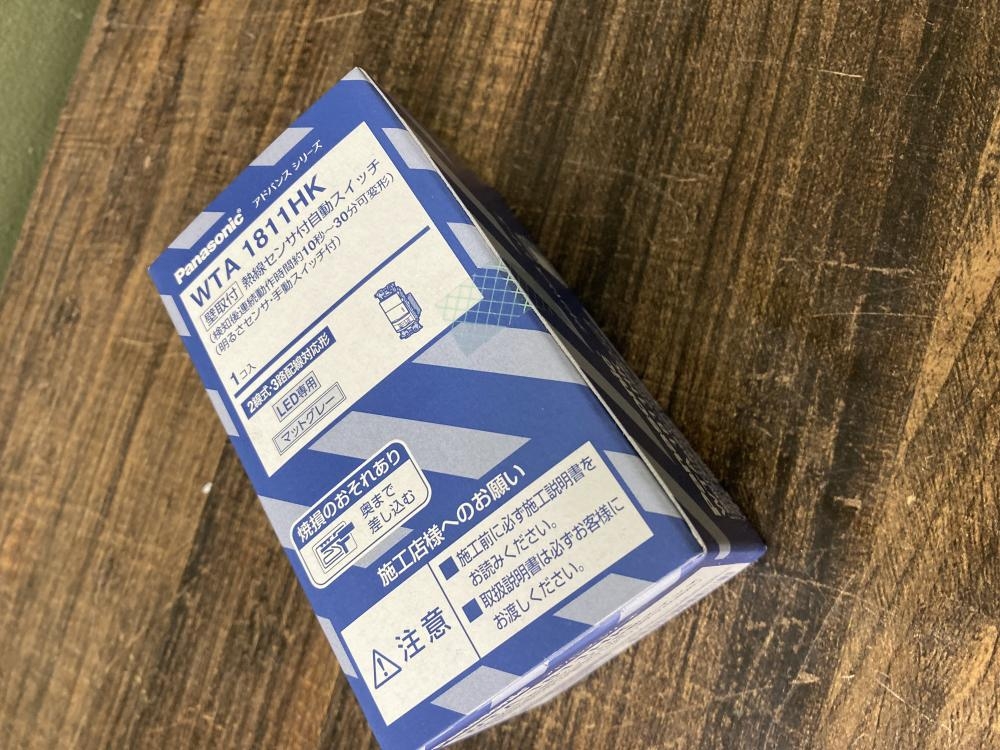 Panasonic® アドバンス シリーズ
WTA 1811HK
壁取付 熱線センサ付自動スイッチ
(検知後連続動作時間約10秒～30分可変形)
(明るさセンサ・手動スイッチ付)
1コ入
2線式・3路配線対応形
LED専用
マットグレー
焼損のおそれあり
奥まで
差し込む
施工店様へのお願い
注意
■施工前に必ず施工説明書を
お読みください。
■取扱説明書は必ずお客様に
お渡しください。